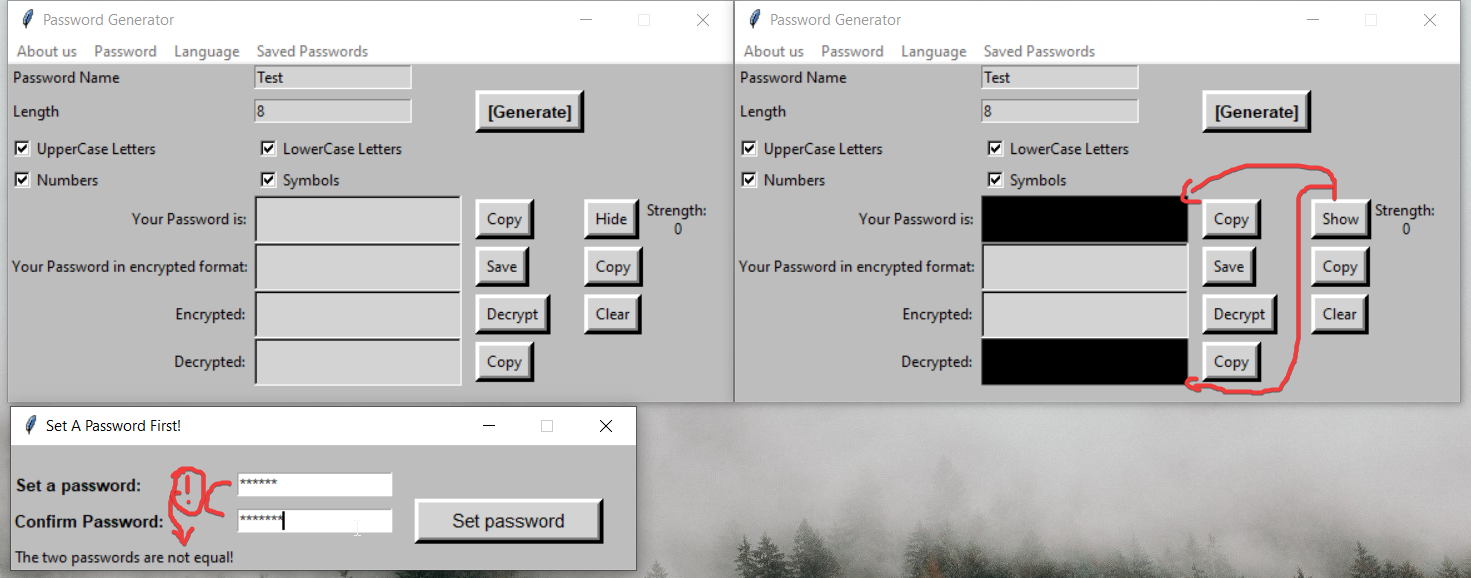 Password Generator
About us Password Language Saved Passwords
Password Name Test
Length 8 [Generate]
UpperCase Letters LowerCase Letters
Numbers Symbols
Your Password is: Copy Hide Strength: 0
Your Password in encrypted format: Save Copy
Encrypted: Decrypt Clear
Decrypted: Copy
Password Generator
About us Password Language Saved Passwords
Password Name Test
Length 8 [Generate]
UpperCase Letters LowerCase Letters
Numbers Symbols
Your Password is: Copy Show Strength: 0
Your Password in encrypted format: Save Copy
Encrypted: Decrypt Clear
Decrypted: Copy
Set A Password First!
Set a password: ******
!
Confirm Password: ******* Set password
The two passwords are not equal!